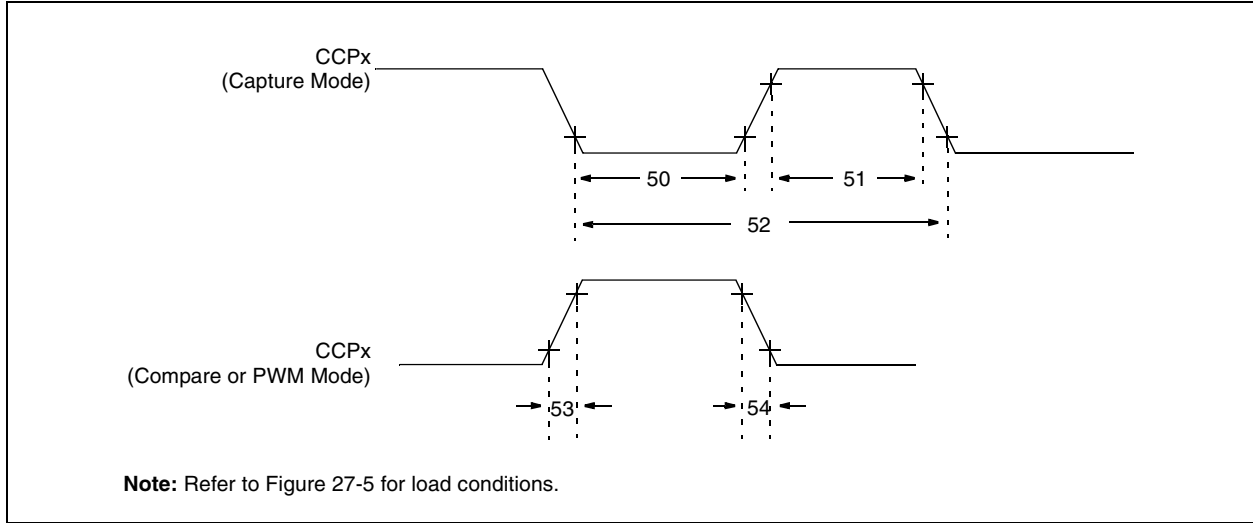 CCPx
(Capture Mode)
50
51
52
CCPx
(Compare or PWM Mode)
53
54
Note: Refer to Figure 27-5 for load conditions.